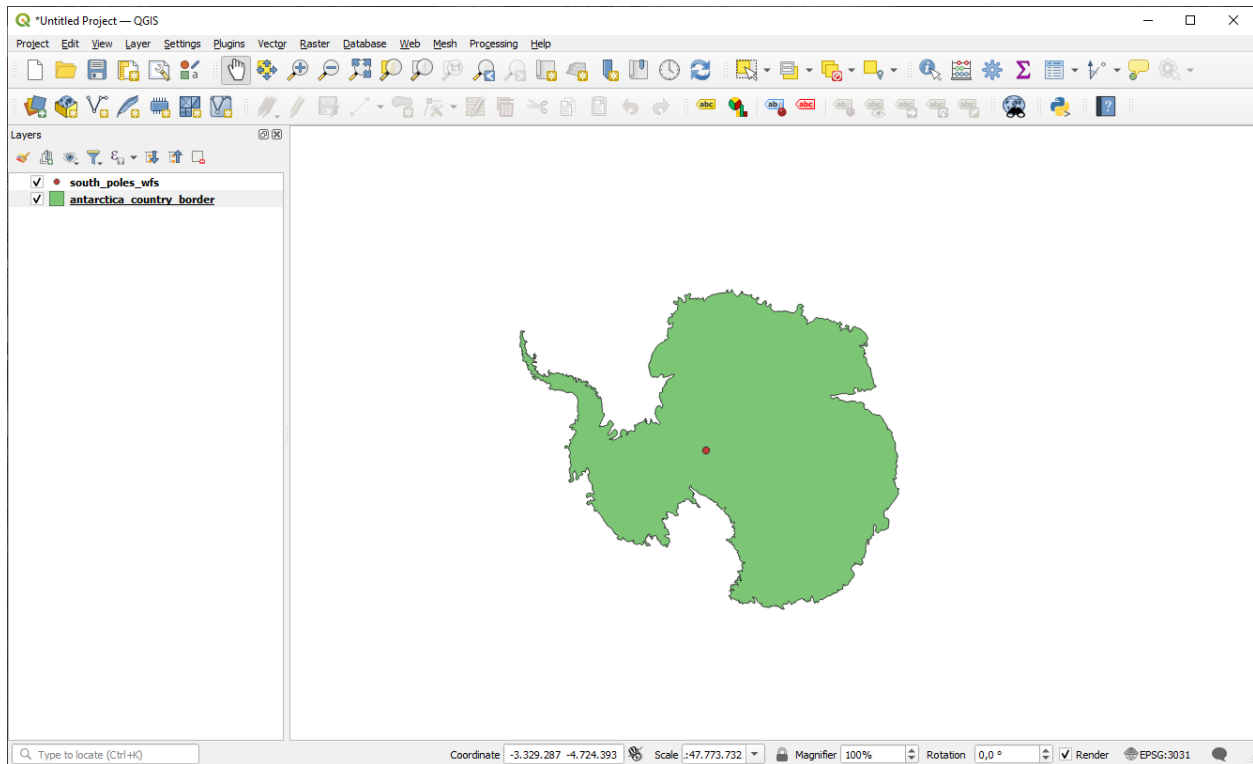 *Untitled Project — QGIS
Project Edit View Layer Settings Plugins Vector Raster Database Web Mesh Processing Help
Layers
south_poles_wfs
antarctica_country_border
Type to locate (Ctrl+K)
Coordinate -3.329.287 -4.724.393 Scale :47.773.732 Magnifier 100% Rotation 0,0 ° Render EPSG:3031